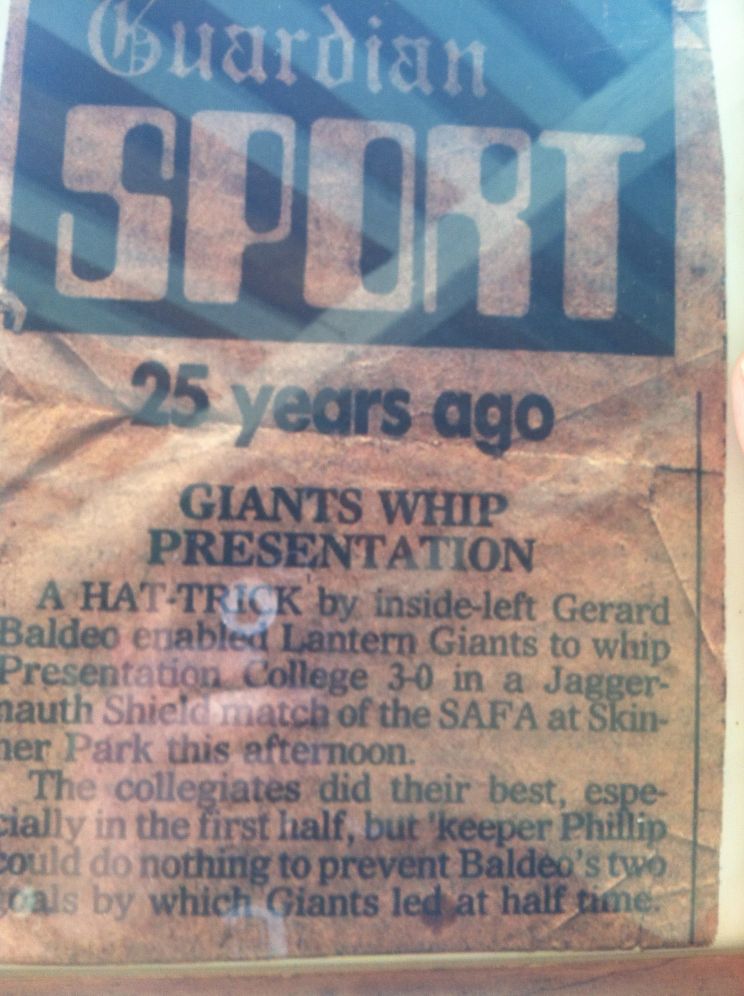 Guardian
SPORT
25 years ago
GIANTS WHIP
PRESENTATION
A HAT-TRICK by inside-left Gerard
Baldeo enabled Lantern Giants to whip
Presentation College 3-0 in a Jagger-
nauth Shield match of the SAFA at Skin-
ner Park this afternoon.
The collegiates did their best, espe-
cially in the first half, but 'keeper Phillip
could do nothing to prevent Baldeo's two
goals by which Giants led at half time.